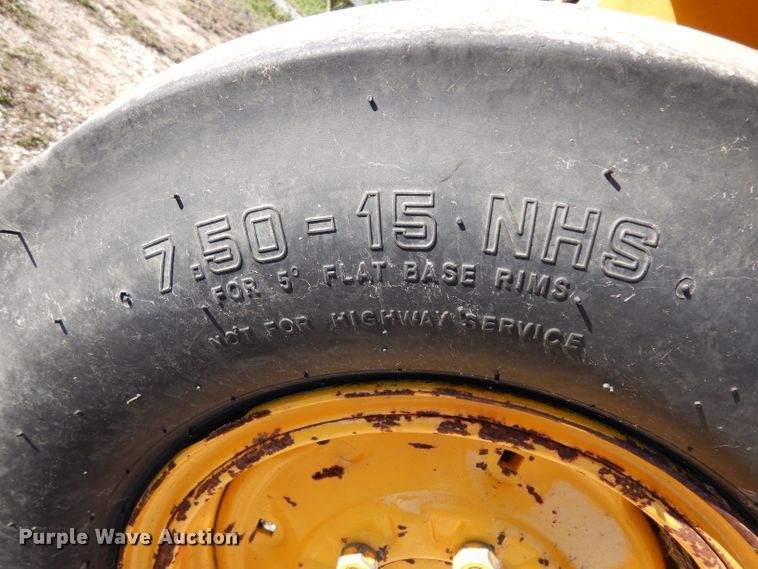 7.50-15 NHS
FOR 5° FLAT BASE RIMS
NOT FOR HIGHWAY SERVICE
Purple Wave Auction®